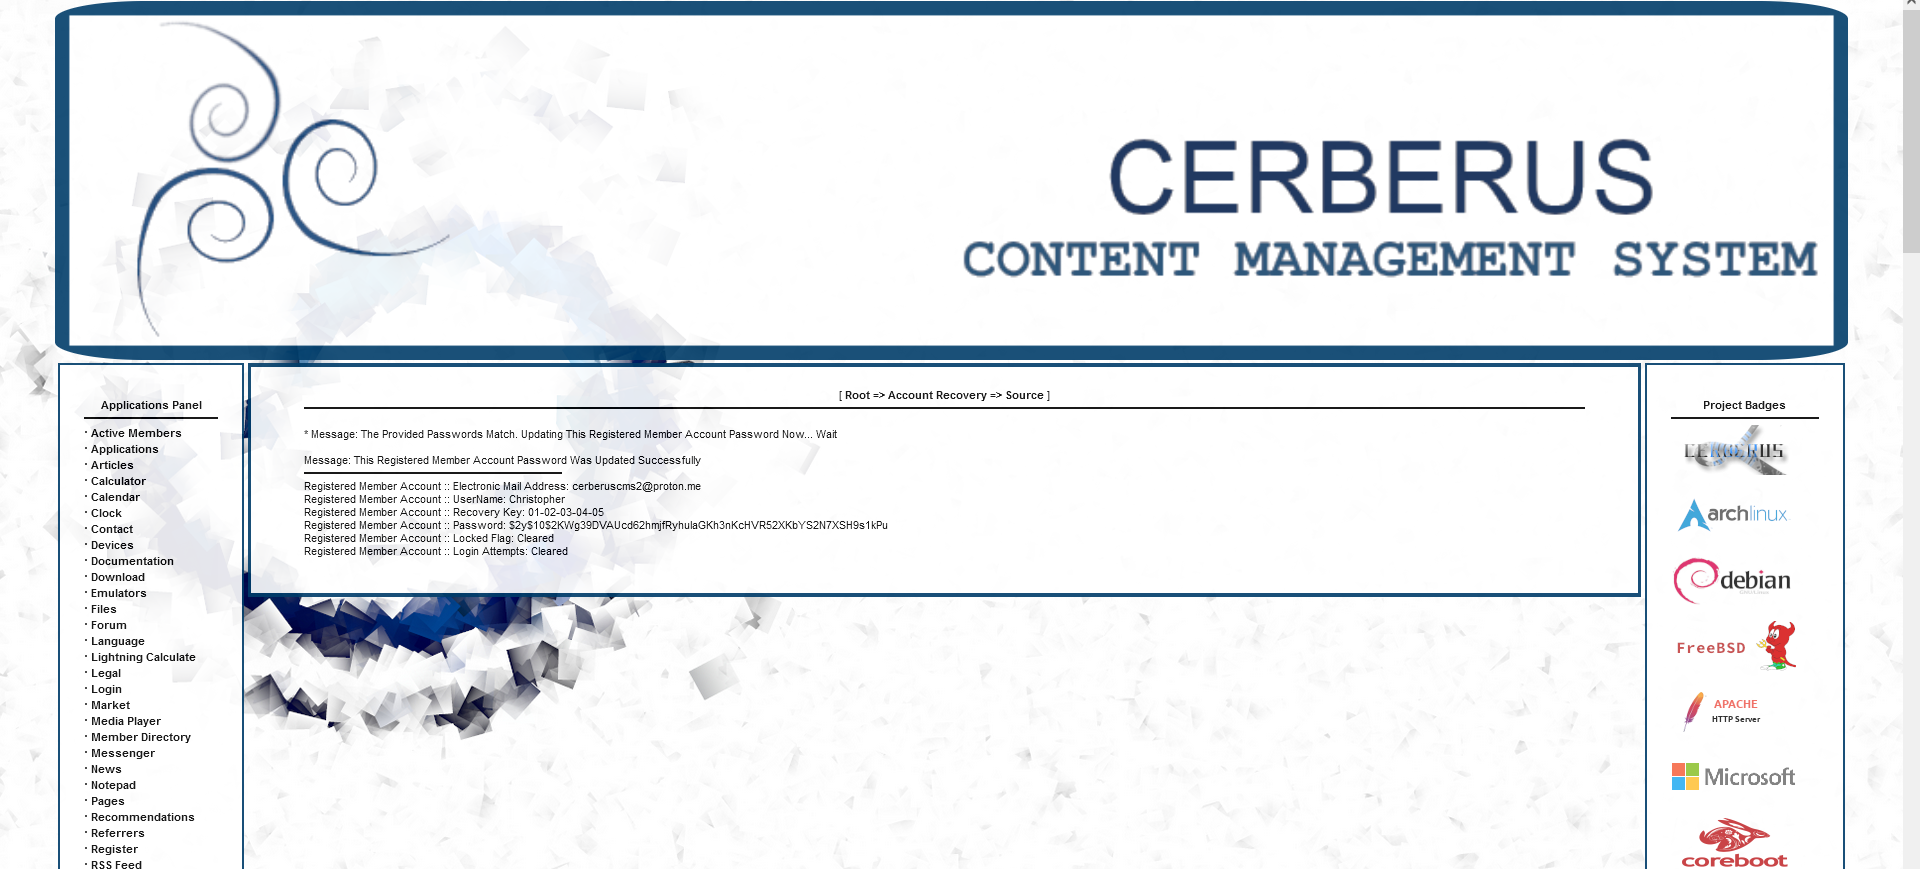 CERBERUS
CONTENT MANAGEMENT SYSTEM
Applications Panel
· Active Members
· Applications
· Articles
· Calculator
· Calendar
· Clock
· Contact
· Devices
· Documentation
· Download
· Emulators
· Files
· Forum
· Language
· Lightning Calculate
· Legal
· Login
· Market
· Media Player
· Member Directory
· Messenger
· News
· Notepad
· Pages
· Recommendations
· Referrers
· Register
· RSS Feed
[ Root => Account Recovery => Source ]
* Message: The Provided Passwords Match. Updating This Registered Member Account Password Now... Wait
Message: This Registered Member Account Password Was Updated Successfully
Registered Member Account :: Electronic Mail Address: cerberuscms2@proton.me
Registered Member Account :: UserName: Christopher
Registered Member Account :: Recovery Key: 01-02-03-04-05
Registered Member Account :: Password: $2y$10$2KWg39DVAUcd62hmjfRyhulaGKh3nKcHVR52XKbYS2N7XSH9s1kPu
Registered Member Account :: Locked Flag: Cleared
Registered Member Account :: Login Attempts: Cleared
Project Badges
CERBERUS
archlinux
debian
FreeBSD
APACHE
HTTP Server
Microsoft
coreboot